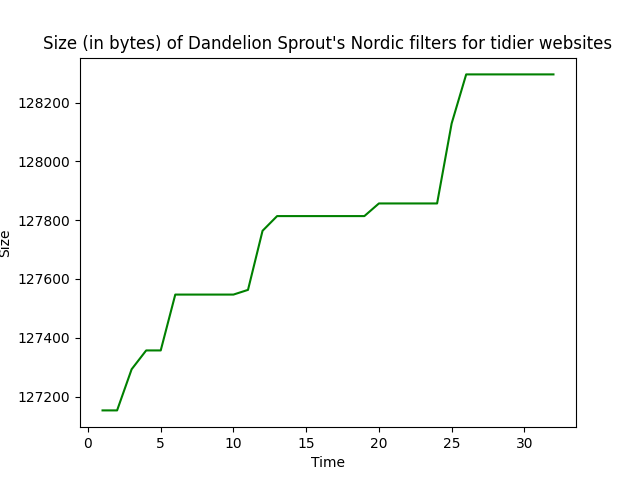 Size (in bytes) of Dandelion Sprout's Nordic filters for tidier websites
128200
128000
127800
127600
127400
127200
Size
0 5 10 15 20 25 30
Time